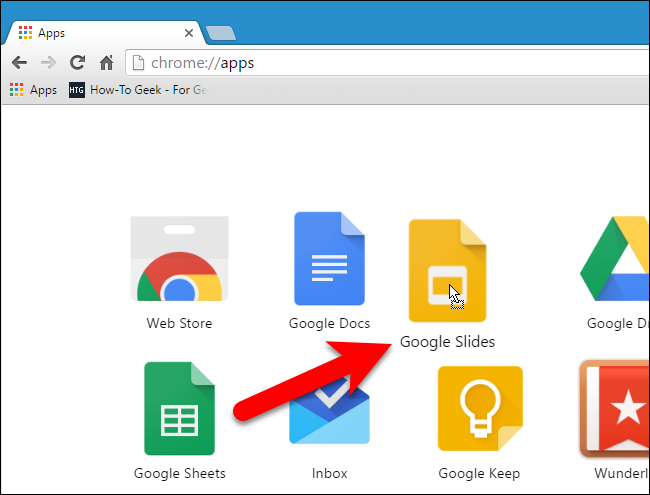 Apps
chrome://apps
Apps
HTG How-To Geek - For Ge
Web Store
Google Docs
Google Slides
Google Dr
Google Sheets
Inbox
Google Keep
Wunderl